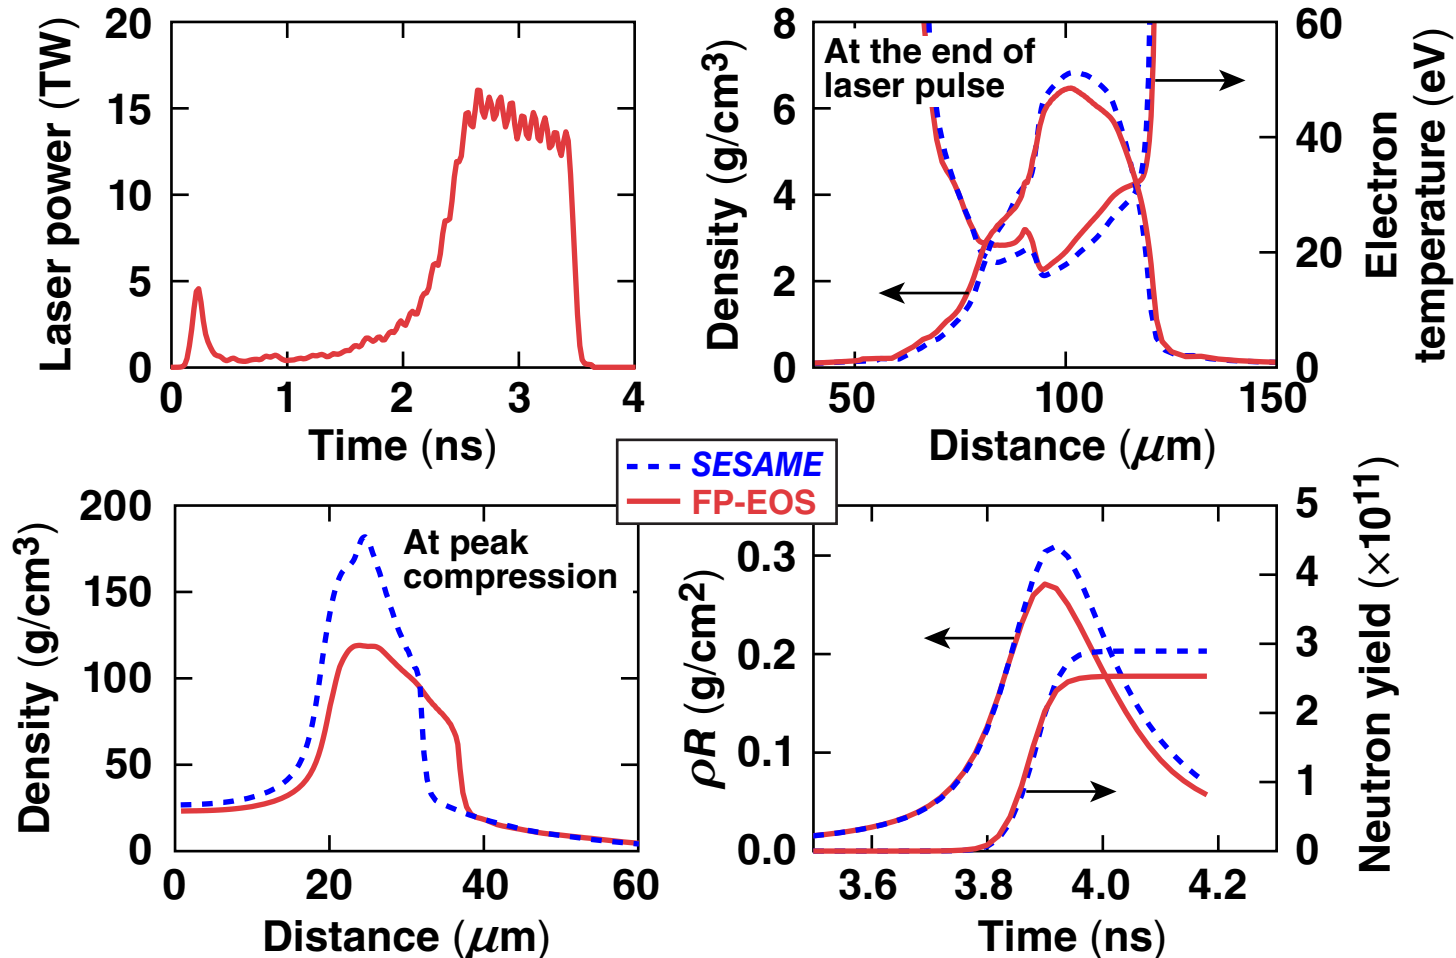 20
15
10
5
0
Laser power (TW)
0 1 2 3 4
Time (ns)
8
6
4
2
0
Density (g/cm³)
At the end of
laser pulse
60
40
20
0
Electron
temperature (eV)
50 100 150
Distance (μm)
SESAME
FP-EOS
200
150
100
50
0
Density (g/cm³)
At peak
compression
0 20 40 60
Distance (μm)
0.3
0.2
0.1
0.0
ρR (g/cm²)
5
4
3
2
1
0
Neutron yield (×10¹¹)
3.6 3.8 4.0 4.2
Time (ns)